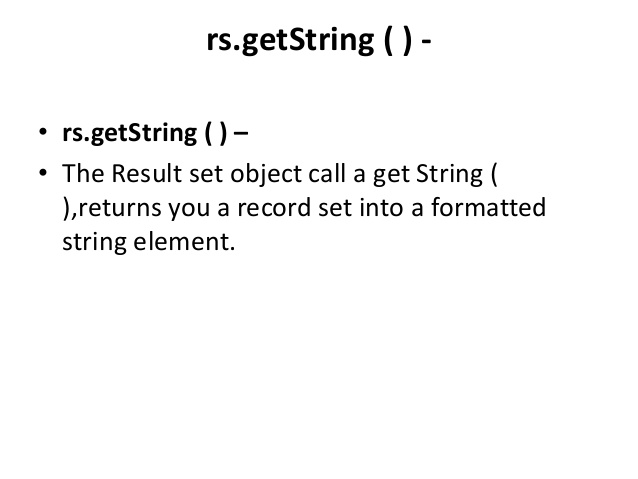 rs.getString ( ) -
• rs.getString ( ) –
• The Result set object call a get String (
),returns you a record set into a formatted
string element.